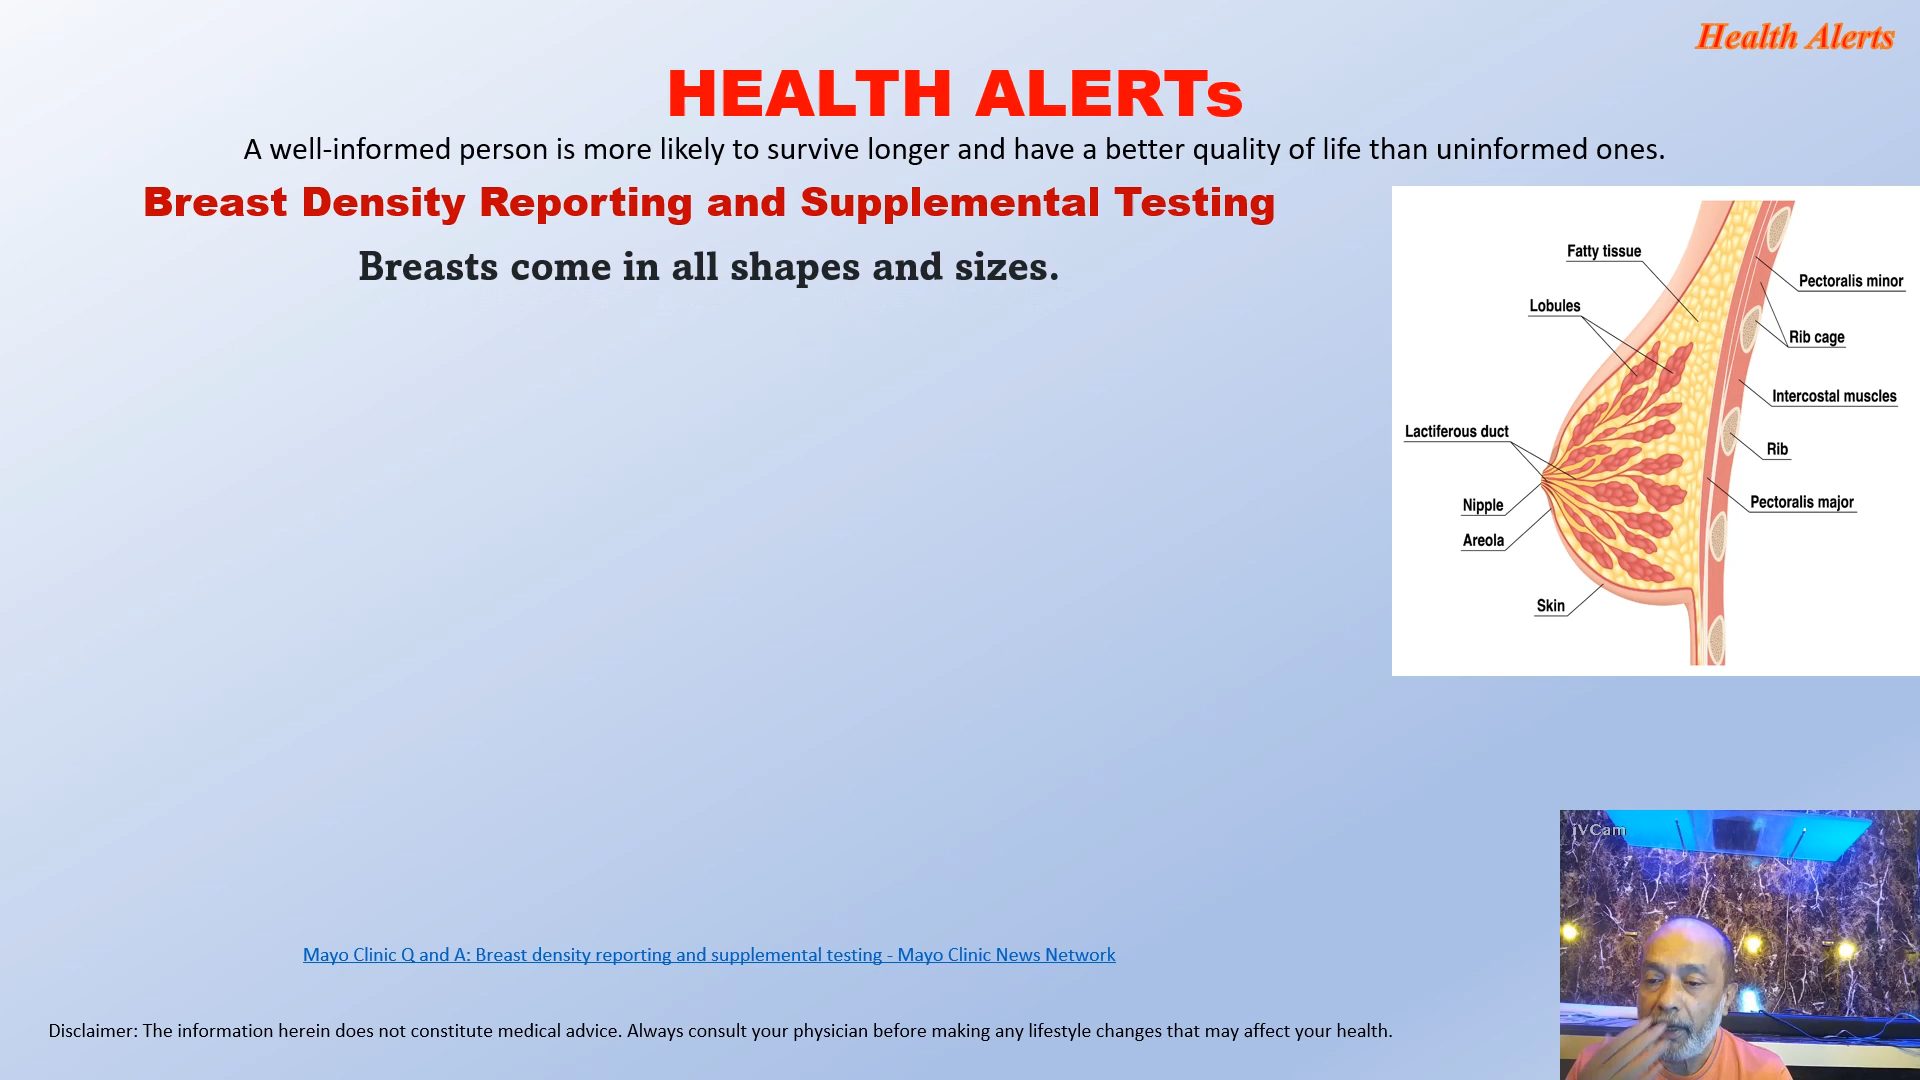 Health Alerts
HEALTH ALERTs
A well-informed person is more likely to survive longer and have a better quality of life than uninformed ones.
Breast Density Reporting and Supplemental Testing
Breasts come in all shapes and sizes.
Fatty tissue
Pectoralis minor
Lobules
Rib cage
Intercostal muscles
Lactiferous duct
Rib
Nipple
Pectoralis major
Areola
Skin
iVCam
Mayo Clinic Q and A: Breast density reporting and supplemental testing - Mayo Clinic News Network
Disclaimer: The information herein does not constitute medical advice. Always consult your physician before making any lifestyle changes that may affect your health.